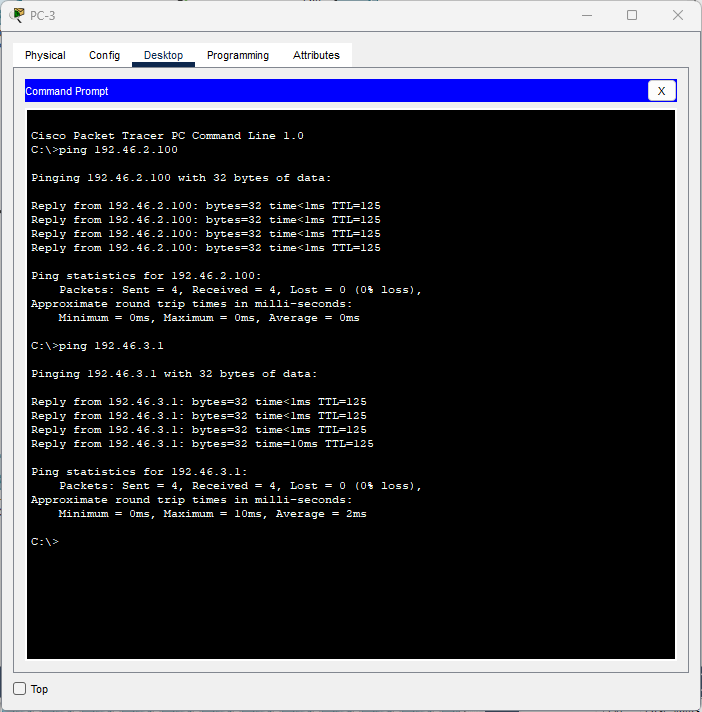 PC-3
Physical Config Desktop Programming Attributes
Command Prompt X
Cisco Packet Tracer PC Command Line 1.0
C:\>ping 192.46.2.100
Pinging 192.46.2.100 with 32 bytes of data:
Reply from 192.46.2.100: bytes=32 time<1ms TTL=125
Reply from 192.46.2.100: bytes=32 time<1ms TTL=125
Reply from 192.46.2.100: bytes=32 time<1ms TTL=125
Reply from 192.46.2.100: bytes=32 time<1ms TTL=125
Ping statistics for 192.46.2.100:
Packets: Sent = 4, Received = 4, Lost = 0 (0% loss),
Approximate round trip times in milli-seconds:
Minimum = 0ms, Maximum = 0ms, Average = 0ms
C:\>ping 192.46.3.1
Pinging 192.46.3.1 with 32 bytes of data:
Reply from 192.46.3.1: bytes=32 time<1ms TTL=125
Reply from 192.46.3.1: bytes=32 time<1ms TTL=125
Reply from 192.46.3.1: bytes=32 time<1ms TTL=125
Reply from 192.46.3.1: bytes=32 time=10ms TTL=125
Ping statistics for 192.46.3.1:
Packets: Sent = 4, Received = 4, Lost = 0 (0% loss),
Approximate round trip times in milli-seconds:
Minimum = 0ms, Maximum = 10ms, Average = 2ms
C:\>
Top